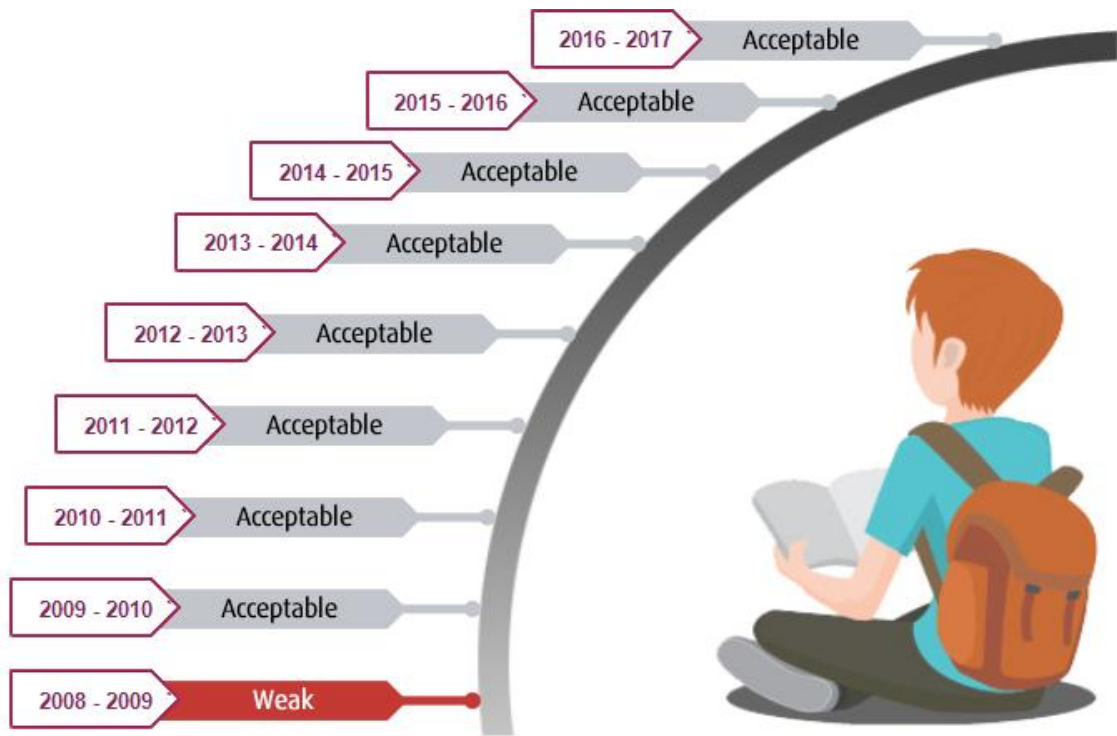 2016 - 2017 Acceptable
2015 - 2016 Acceptable
2014 - 2015 Acceptable
2013 - 2014 Acceptable
2012 - 2013 Acceptable
2011 - 2012 Acceptable
2010 - 2011 Acceptable
2009 - 2010 Acceptable
2008 - 2009 Weak